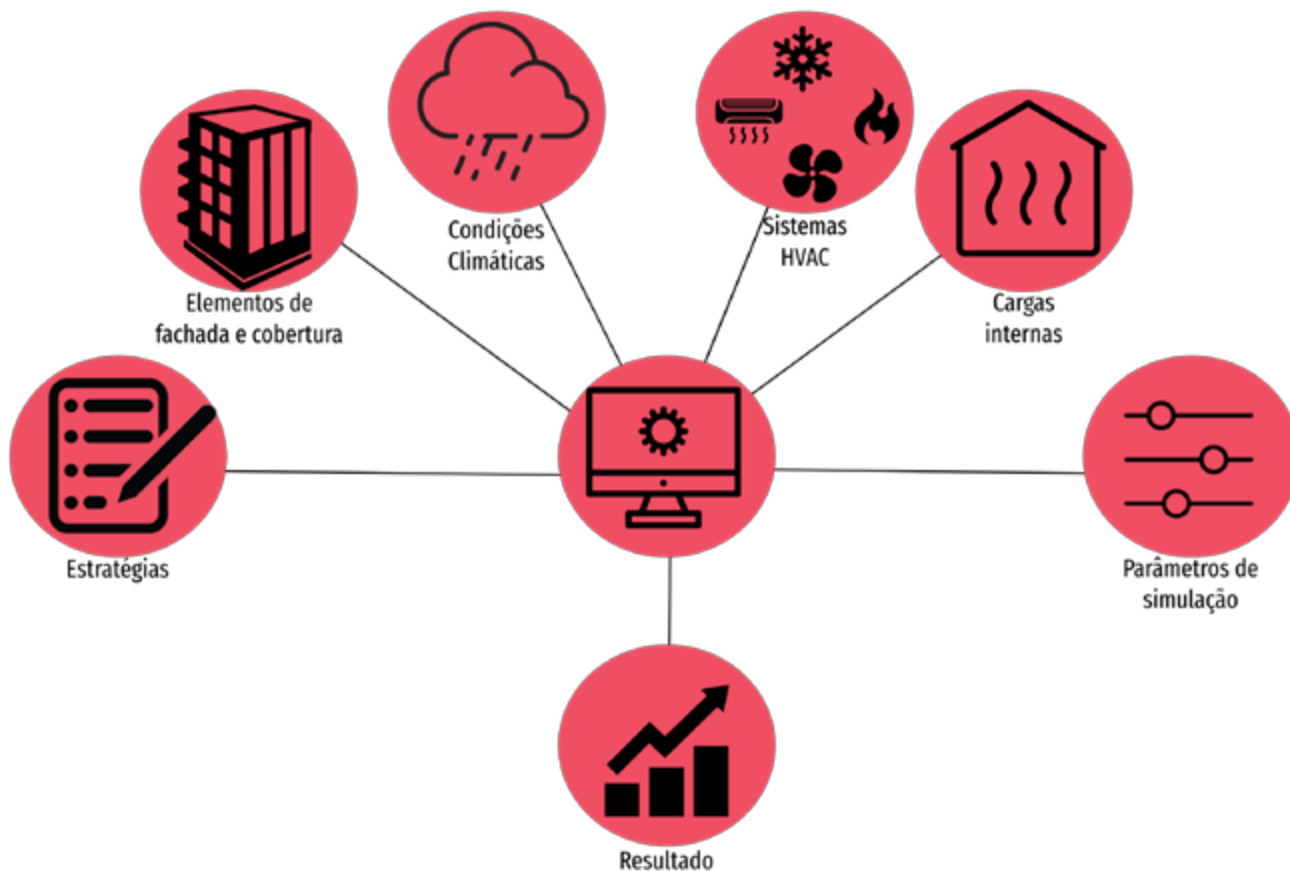 Condições
Climáticas
Sistemas
HVAC
Elementos de
fachada e cobertura
Cargas
internas
Estratégias
Parâmetros de
simulação
Resultado